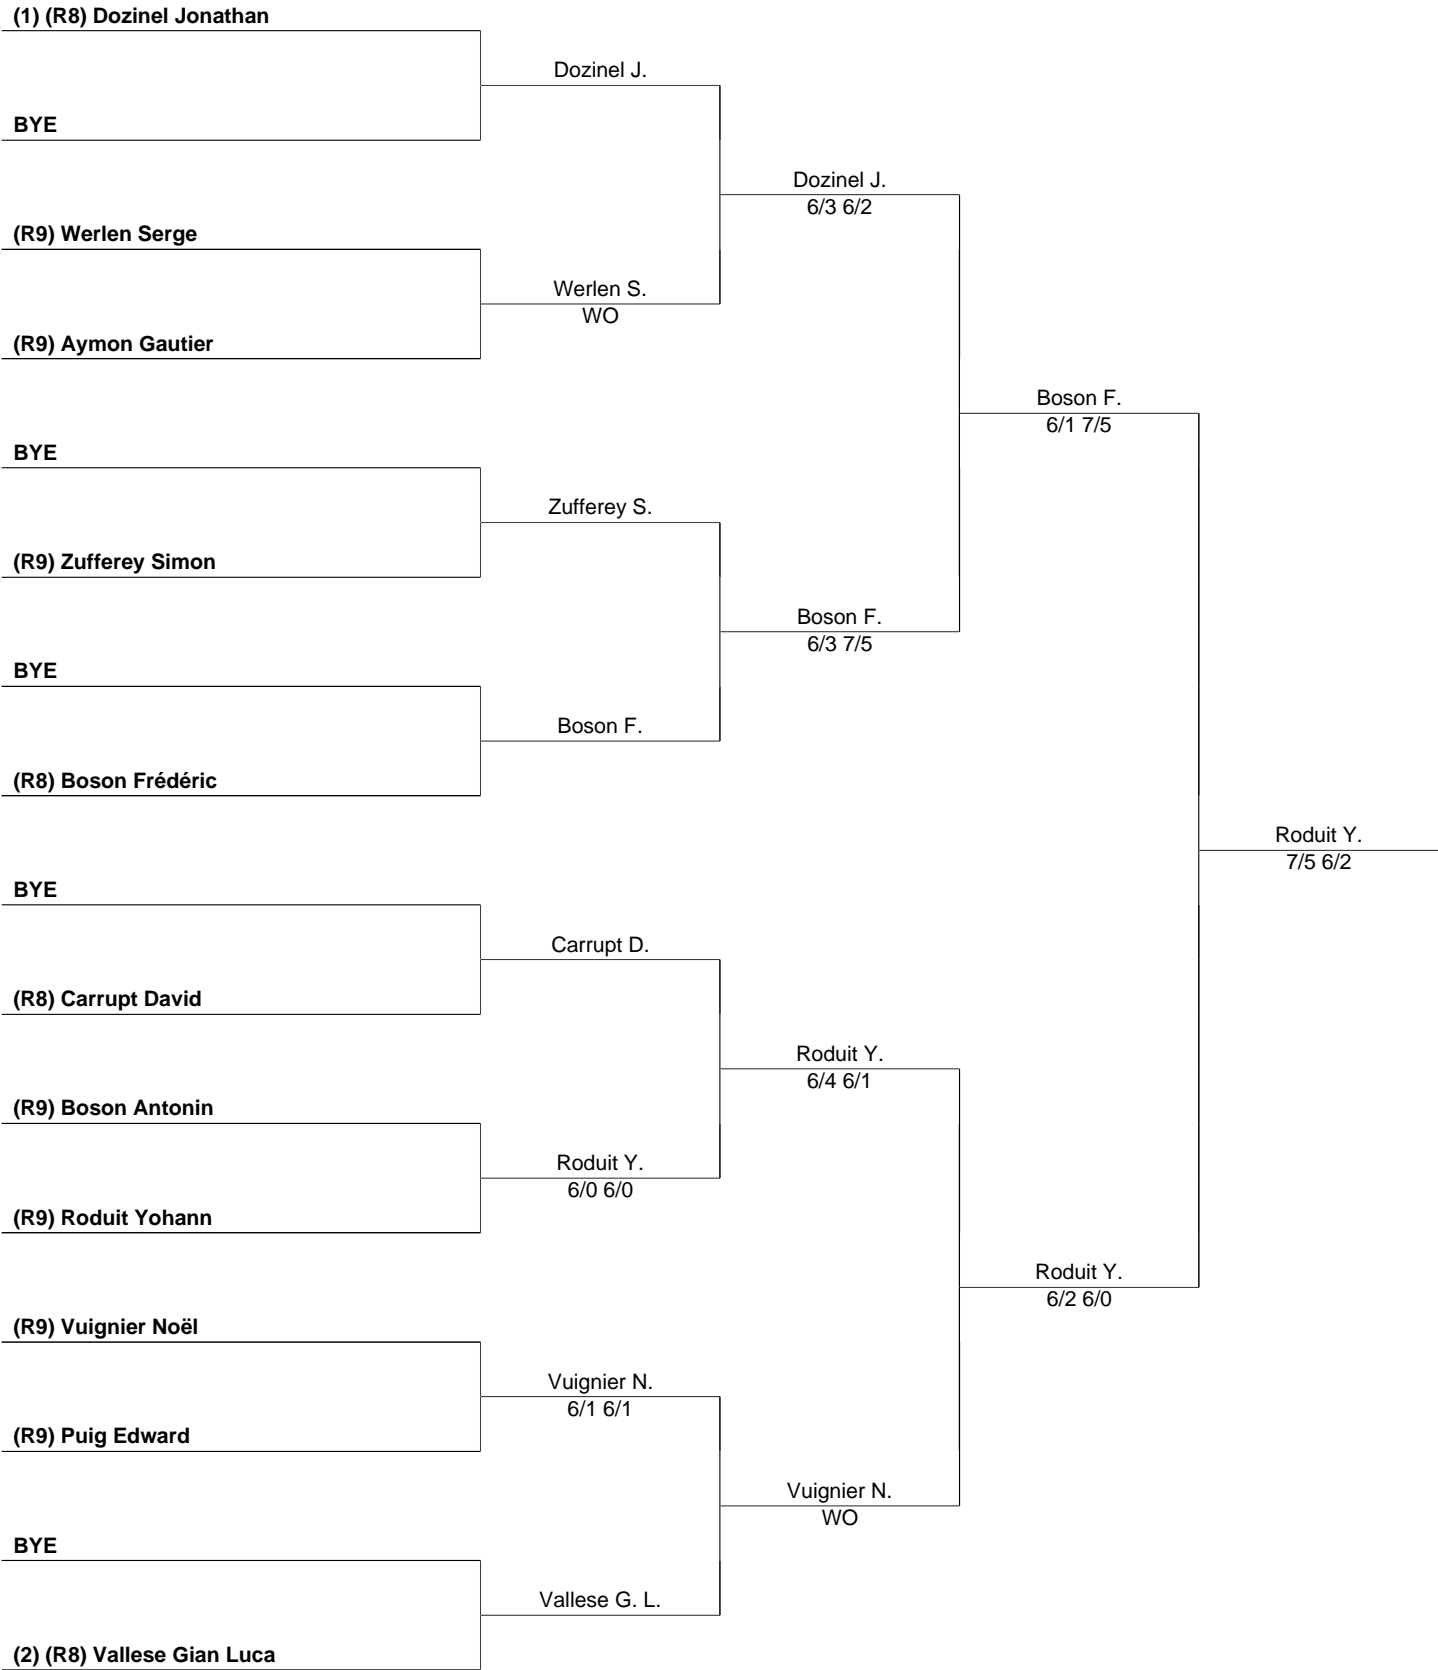 (1) (R8) Dozinel Jonathan
Dozinel J.
BYE
Dozinel J.
6/3 6/2
(R9) Werlen Serge
Werlen S.
WO
(R9) Aymon Gautier
Boson F.
6/1 7/5
BYE
Zufferey S.
(R9) Zufferey Simon
Boson F.
6/3 7/5
BYE
Boson F.
(R8) Boson Frédéric
Roduit Y.
7/5 6/2
BYE
Carrupt D.
(R8) Carrupt David
Roduit Y.
6/4 6/1
(R9) Boson Antonin
Roduit Y.
6/0 6/0
(R9) Roduit Yohann
Roduit Y.
6/2 6/0
(R9) Vuignier Noël
Vuignier N.
6/1 6/1
(R9) Puig Edward
Vuignier N.
WO
BYE
Vallese G. L.
(2) (R8) Vallese Gian Luca